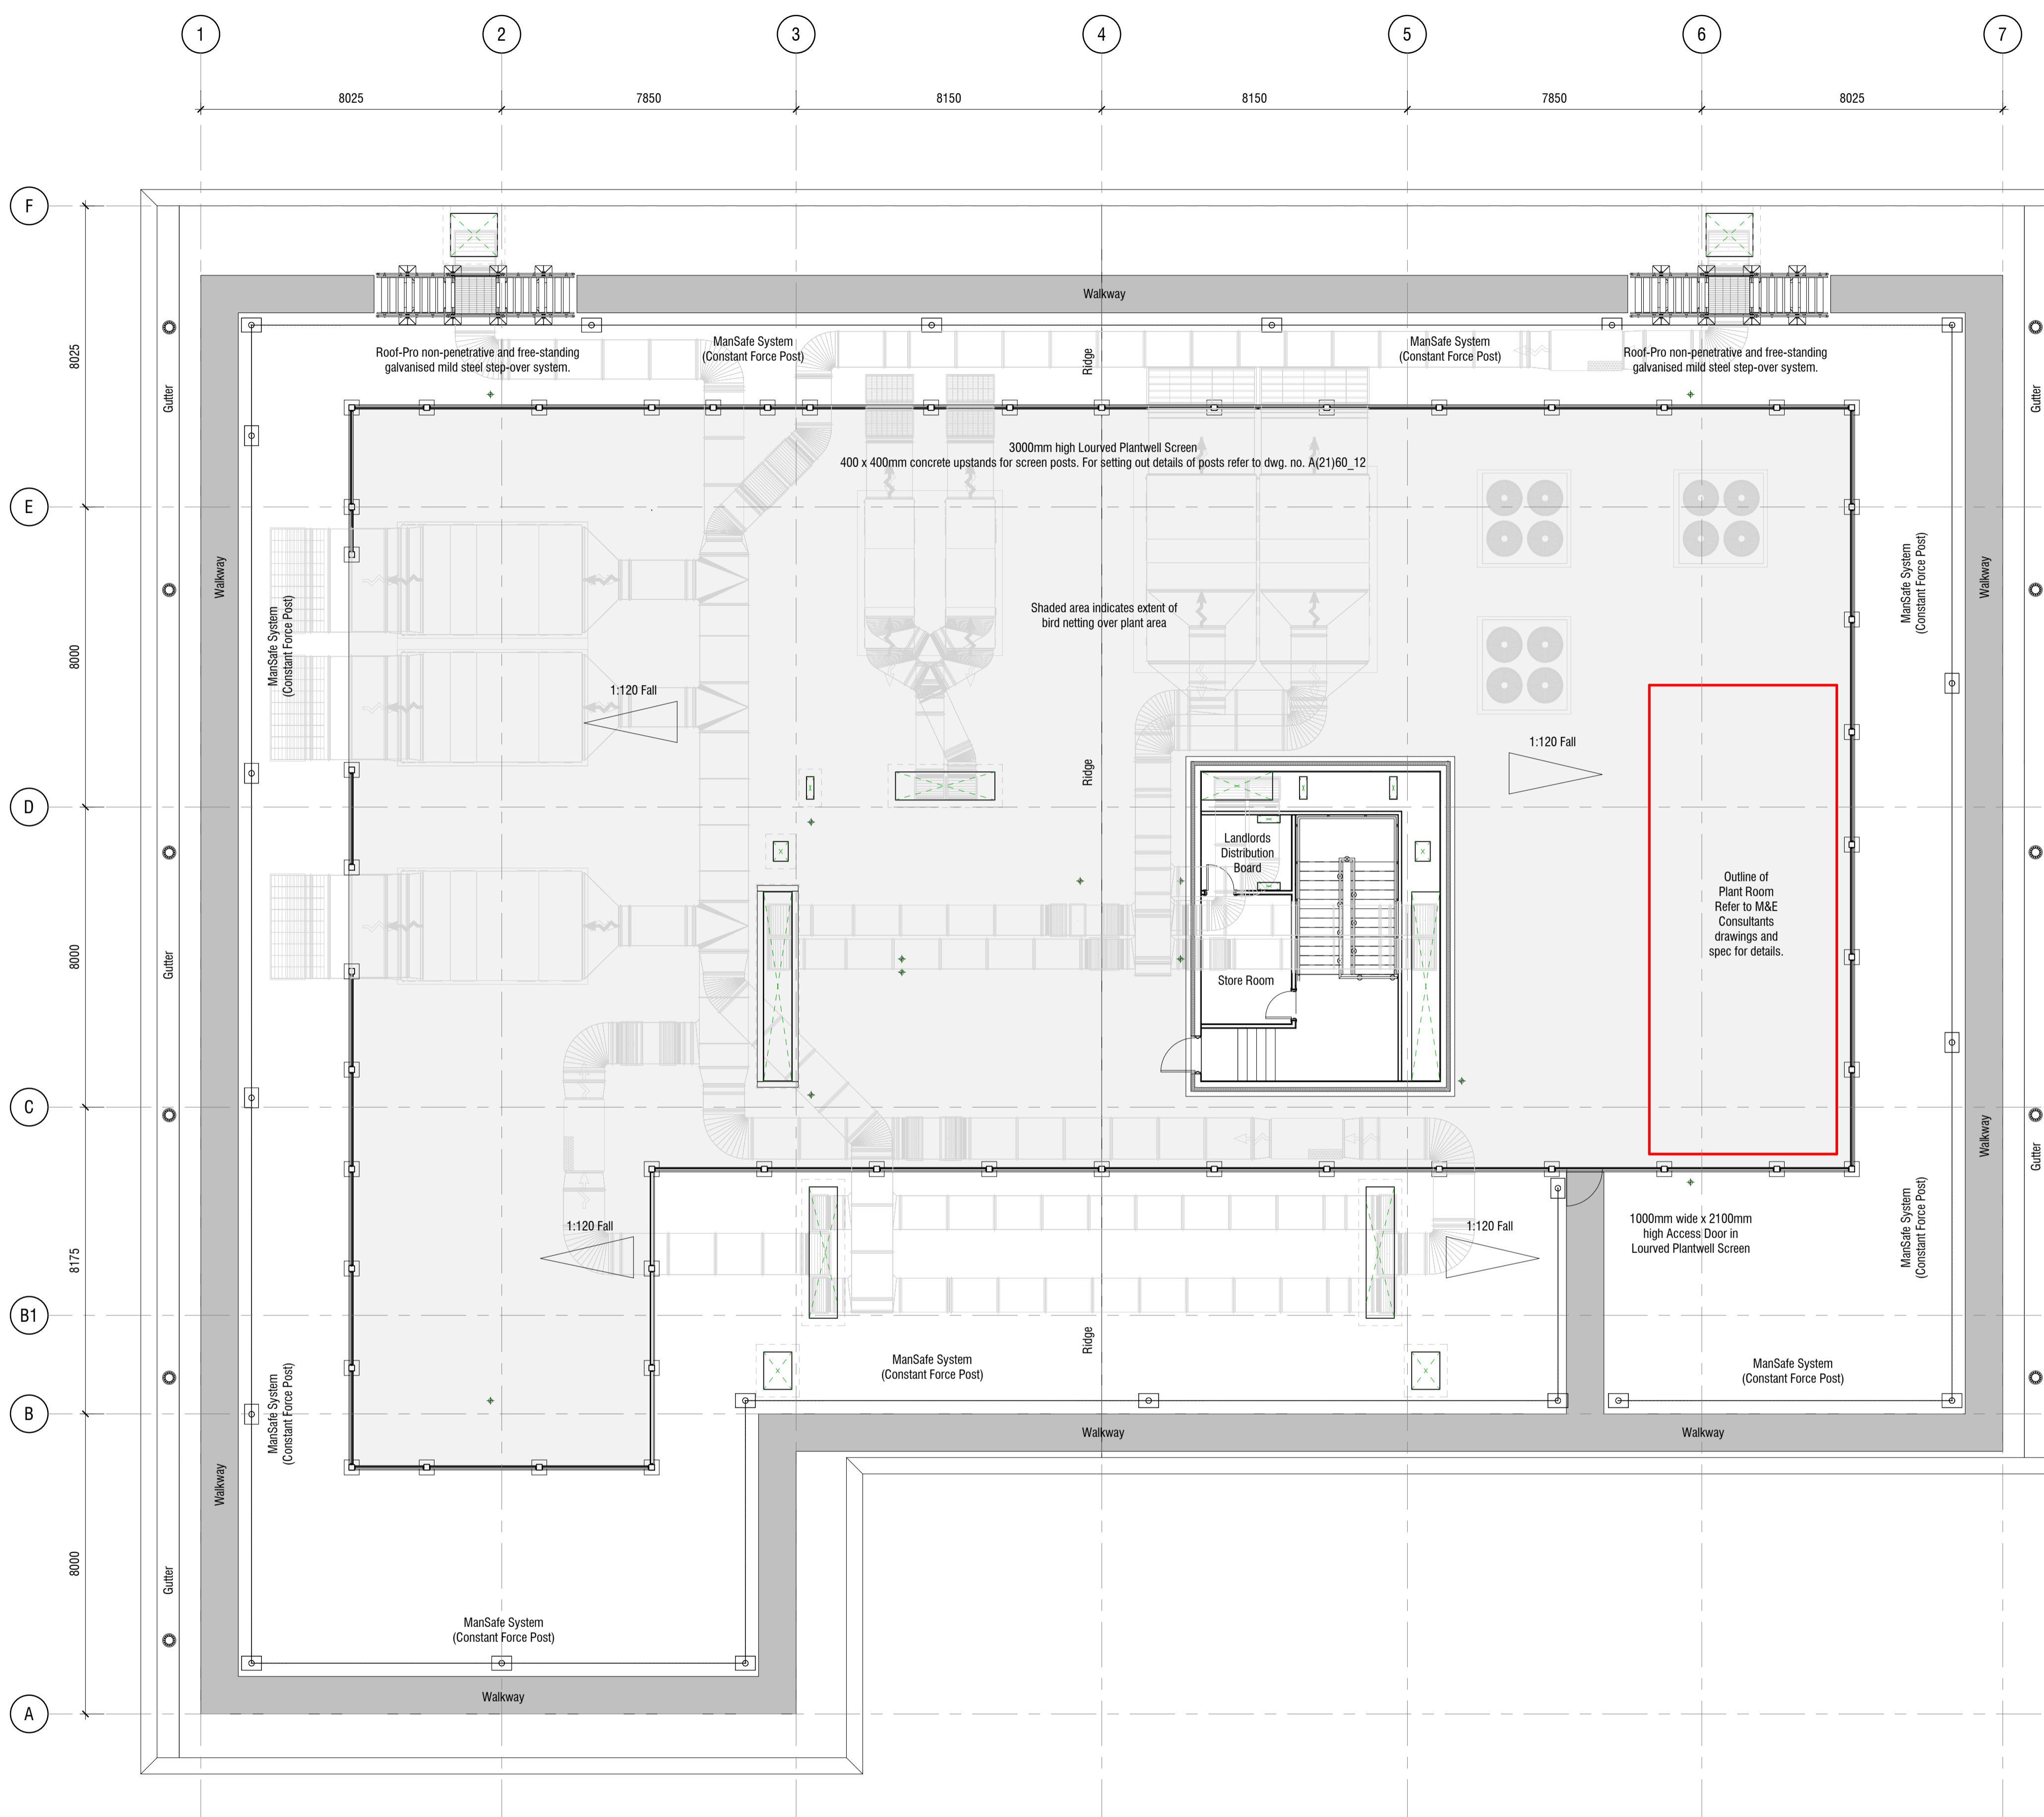 1
2
3
4
5
6
7
8025
7850
8150
8150
7850
8025
F
E
D
C
B1
B
A
8025
8000
8000
8175
8000
Walkway
Roof-Pro non-penetrative and free-standing
galvanised mild steel step-over system.
ManSafe System
(Constant Force Post)
Ridge
ManSafe System
(Constant Force Post)
Roof-Pro non-penetrative and free-standing
galvanised mild steel step-over system.
Gutter
Gutter
3000mm high Lourved Plantwell Screen
400 x 400mm concrete upstands for screen posts. For setting out details of posts refer to dwg. no. A(21)60_12
Walkway
ManSafe System
(Constant Force Post)
Shaded area indicates extent of
bird netting over plant area
ManSafe System
(Constant Force Post)
Walkway
1:120 Fall
1:120 Fall
Ridge
Landlords
Distribution
Board
Outline of
Plant Room
Refer to M&E
Consultants
drawings and
spec for details.
Gutter
Store Room
Walkway
Gutter
1:120 Fall
1:120 Fall
1000mm wide x 2100mm
high Access Door in
Lourved Plantwell Screen
ManSafe System
(Constant Force Post)
Ridge
ManSafe System
(Constant Force Post)
ManSafe System
(Constant Force Post)
ManSafe System
(Constant Force Post)
Walkway
Walkway
Walkway
Gutter
ManSafe System
(Constant Force Post)
Walkway